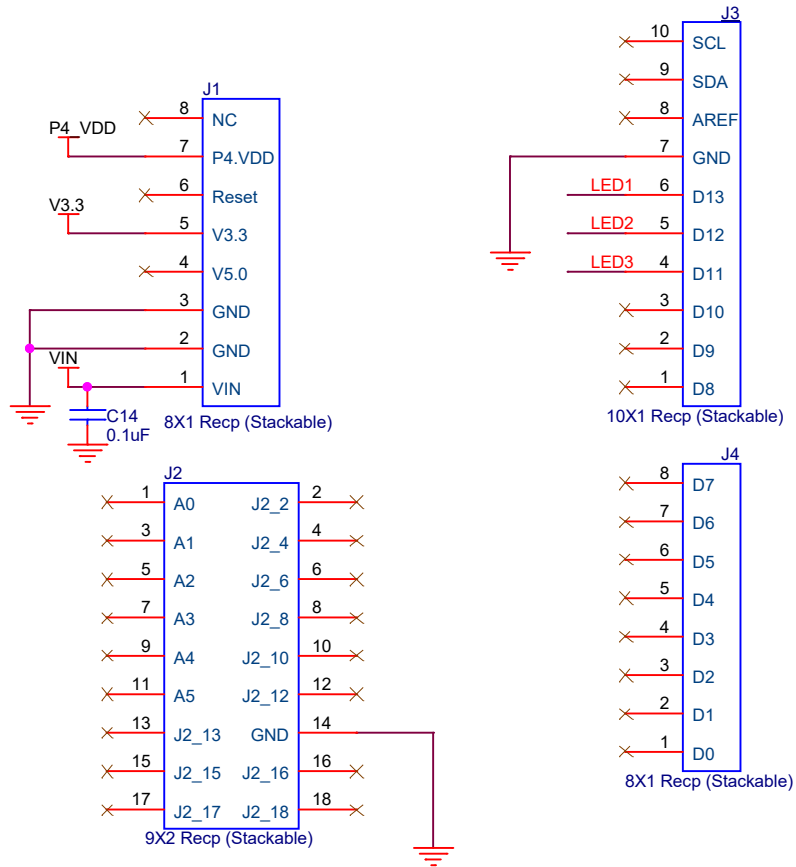 J1
8 NC
P4_VDD
7 P4.VDD
6 Reset
V3.3
5 V3.3
4 V5.0
3 GND
2 GND
VIN
1 VIN
C14
0.1uF
8X1 Recp (Stackable)
J3
10 SCL
9 SDA
8 AREF
7 GND
LED1 6 D13
LED2 5 D12
LED3 4 D11
3 D10
2 D9
1 D8
10X1 Recp (Stackable)
J2
1 A0 J2_2 2
3 A1 J2_4 4
5 A2 J2_6 6
7 A3 J2_8 8
9 A4 J2_10 10
11 A5 J2_12 12
13 J2_13 GND 14
15 J2_15 J2_16 16
17 J2_17 J2_18 18
9X2 Recp (Stackable)
J4
8 D7
7 D6
6 D5
5 D4
4 D3
3 D2
2 D1
1 D0
8X1 Recp (Stackable)